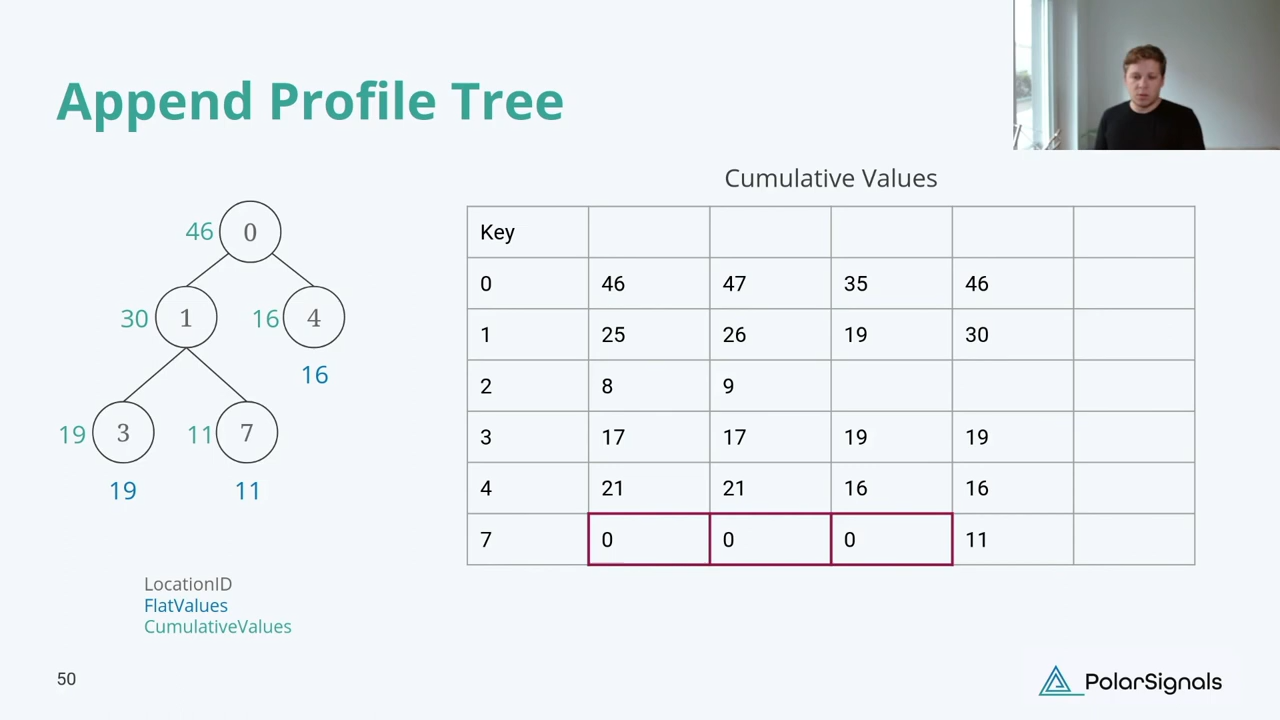 Append Profile Tree
46 0
30 1 16 4
16
19 3 11 7
19 11
LocationID
FlatValues
CumulativeValues
Cumulative Values
Key
0 46 47 35 46
1 25 26 19 30
2 8 9
3 17 17 19 19
4 21 21 16 16
7 0 0 0 11
50
PolarSignals